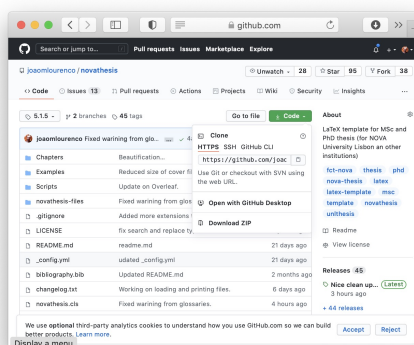 github.com
Search or jump to...
Pull requests Issues Marketplace Explore
joaomlourenco / novathesis
Unwatch 28
Star 95
Fork 38
Code
Issues 13
Pull requests
Actions
Projects
Wiki
Security
Insights
5.1.5
2 branches
45 tags
Go to file
Code
joaomlourenco Fixed warining from glo...
Chapters Beautification...
Examples Reduced size of cover fil
Scripts Update on Overleaf.
novathesis-files Fixed warining from glos
.gitignore Added more extensions
LICENSE fix search and replace ty
README.md readme.md 21 days ago
_config.yml udated _config.yml 21 days ago
bibliography.bib Updated README.md 2 months ago
changelog.txt Working on loading and printing files. 6 days ago
novathesis.cls Fixed warining from glossaries. 4 hours ago
Clone
HTTPS SSH GitHub CLI
https://github.com/joac
Use Git or checkout with SVN using
the web URL.
Open with GitHub Desktop
Download ZIP
About
LaTeX template for MSc and
PhD thesis (for NOVA
University Lisbon an other
institutions)
fct-nova thesis phd
nova-thesis latex
latex-template msc
template novathesis
unlthesis
Readme
View license
Releases 45
Nice clean up... Latest
3 hours ago
+ 44 releases
We use optional third-party analytics cookies to understand how you use GitHub.com so we can build
better products. Learn more.
Accept
Reject
Display a menu